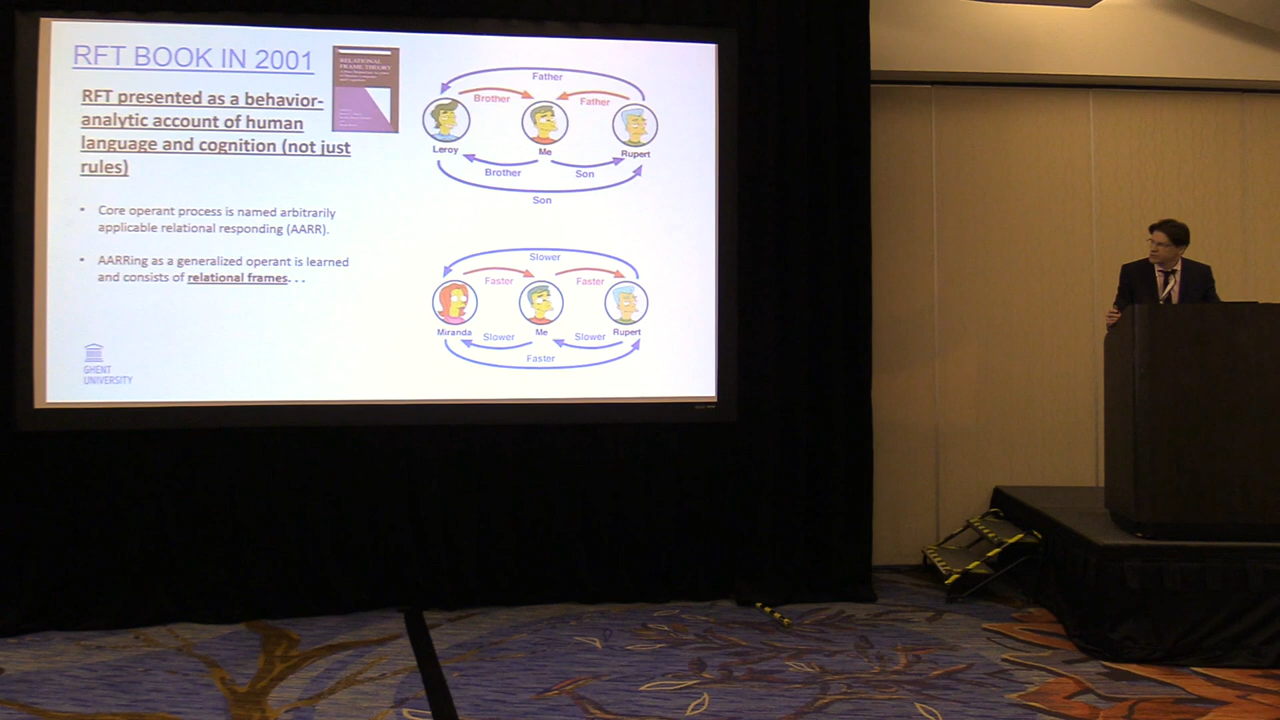 RFT BOOK IN 2001
RFT presented as a behavior-
analytic account of human
language and cognition (not just
rules)
• Core operant process is named arbitrarily
applicable relational responding (AARR).
• AARRing as a generalized operant is learned
and consists of relational frames. . .
GHENT
UNIVERSITY
RELATIONAL
FRAME THEORY
Father
Brother
Father
Leroy
Me
Rupert
Brother
Son
Son
Slower
Faster
Faster
Miranda
Me
Rupert
Slower
Slower
Faster